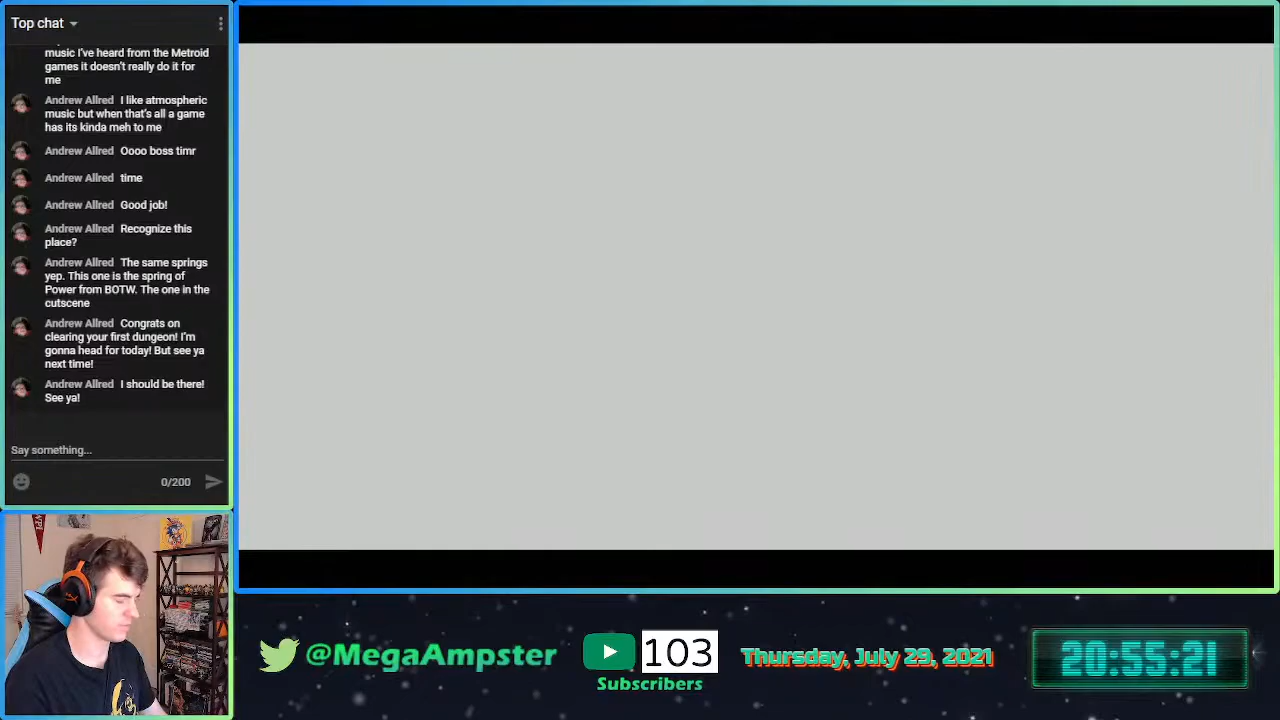 Top chat
music I've heard from the Metroid
games it doesn't really do it for
me
Andrew Allred I like atmospheric
music but when that's all a game
has its kinda meh to me
Andrew Allred Oooo boss timr
Andrew Allred time
Andrew Allred Good job!
Andrew Allred Recognize this
place?
Andrew Allred The same springs
yep. This one is the spring of
Power from BOTW. The one in the
cutscene
Andrew Allred Congrats on
clearing your first dungeon! I'm
gonna head for today! But see ya
next time!
Andrew Allred I should be there!
See ya!
Say something...
0/200
@MegaAmpster
103
Subscribers
Thursday, July 29, 2021
20:55:21